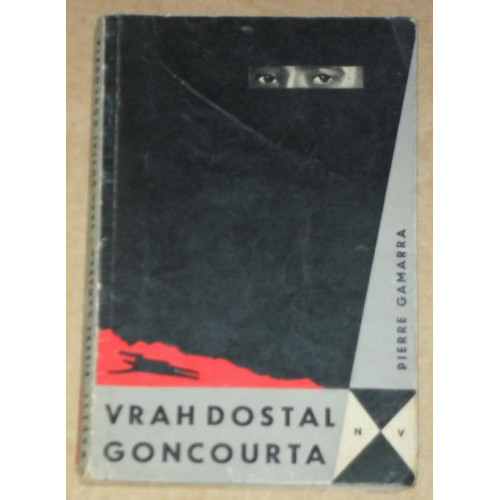 PIERRE GAMARRA
VRAH DOSTAL
GONCOURTA
N V